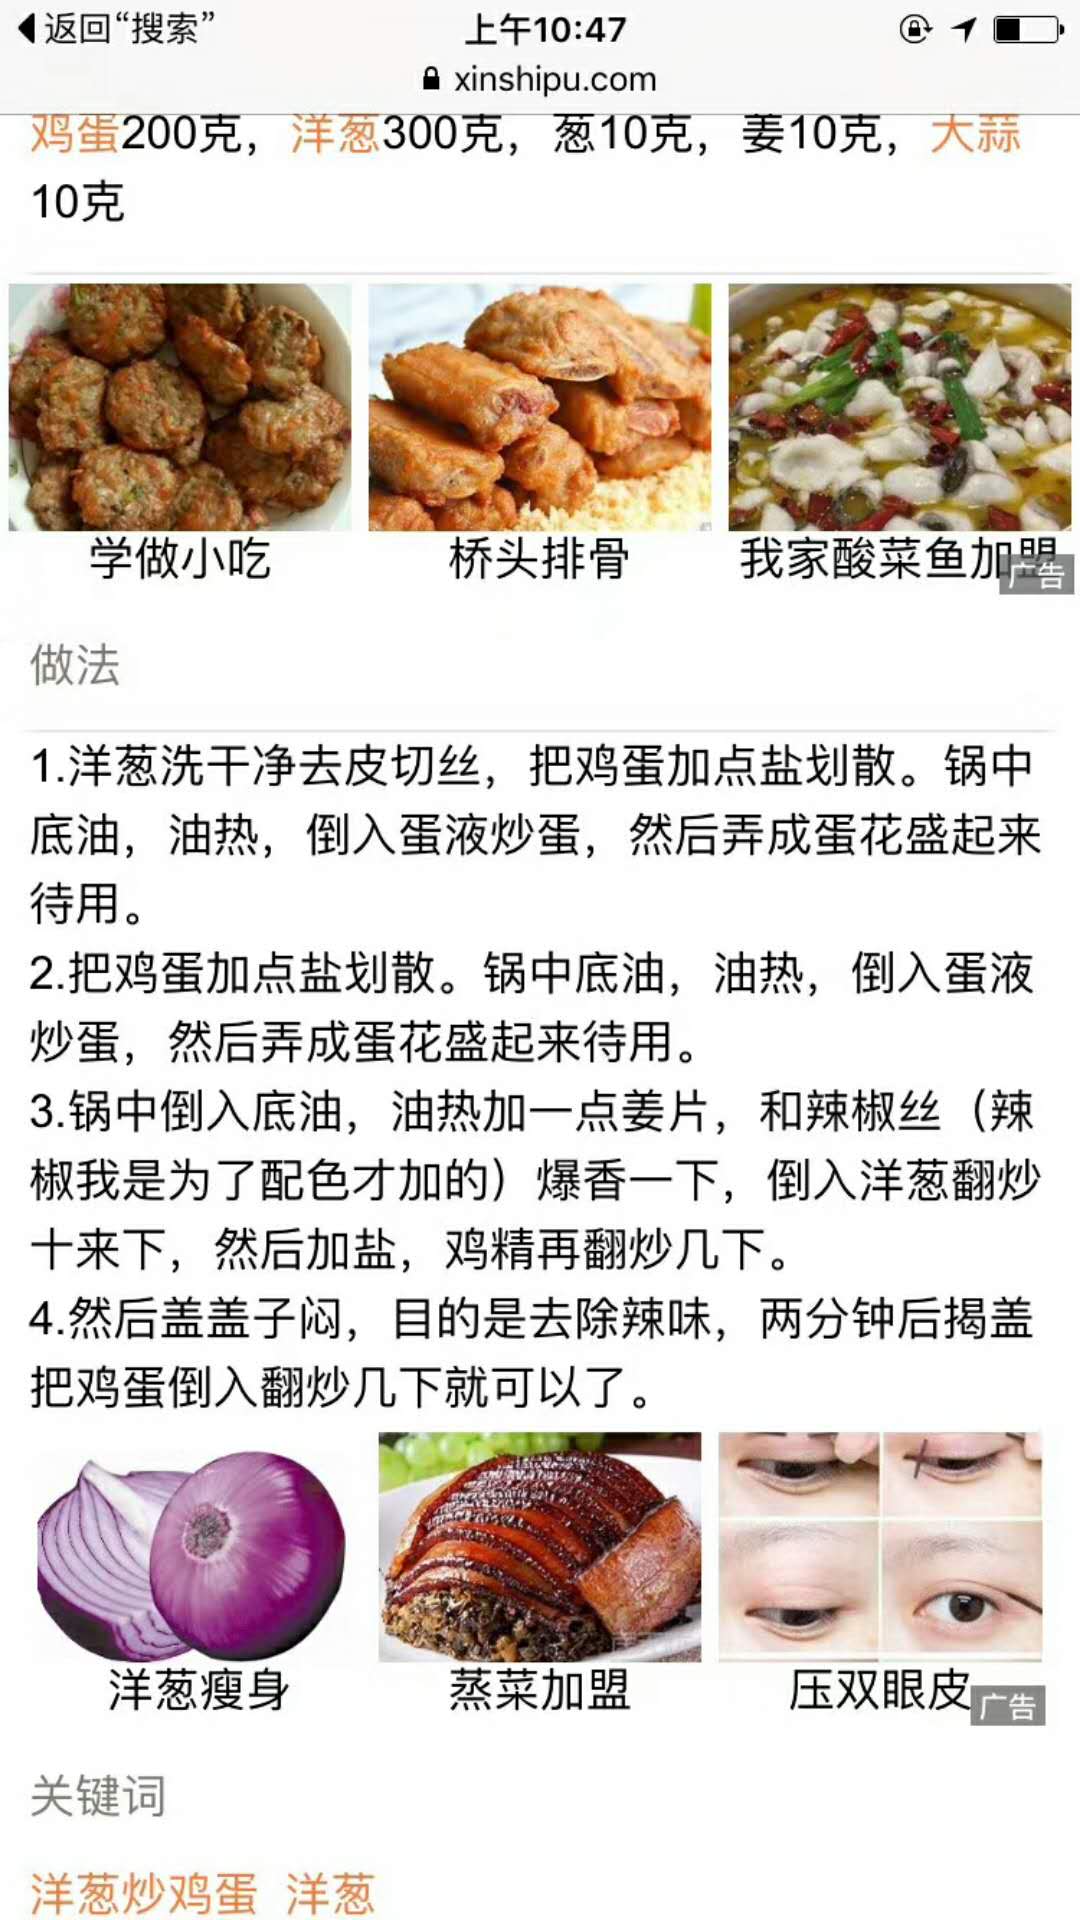 返回“搜索”
上午10:47
xinshipu.com
鸡蛋200克，洋葱300克，葱10克，姜10克，大蒜
10克
学做小吃
桥头排骨
我家酸菜鱼加盟
广告
做法
1.洋葱洗干净去皮切丝，把鸡蛋加点盐划散。锅中
底油，油热，倒入蛋液炒蛋，然后弄成蛋花盛起来
待用。
2.把鸡蛋加点盐划散。锅中底油，油热，倒入蛋液
炒蛋，然后弄成蛋花盛起来待用。
3.锅中倒入底油，油热加一点姜片，和辣椒丝（辣
椒我是为了配色才加的）爆香一下，倒入洋葱翻炒
十来下，然后加盐，鸡精再翻炒几下。
4.然后盖盖子闷，目的是去除辣味，两分钟后揭盖
把鸡蛋倒入翻炒几下就可以了。
洋葱瘦身
蒸菜加盟
压双眼皮
广告
关键词
洋葱炒鸡蛋 洋葱